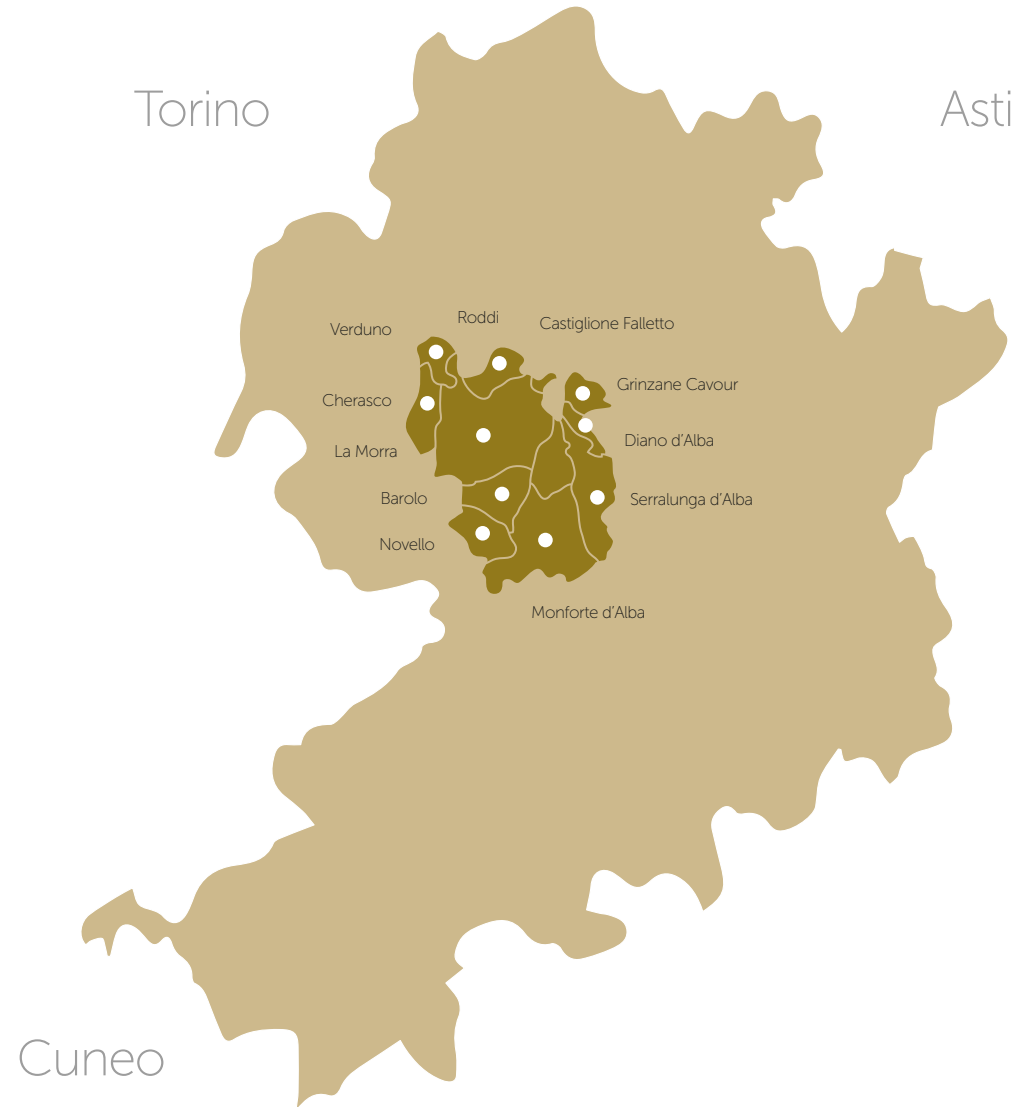 Torino
Asti
Roddi
Castiglione Falletto
Verduno
Grinzane Cavour
Cherasco
Diano d’Alba
La Morra
Barolo
Serralunga d’Alba
Novello
Monforte d’Alba
Cuneo